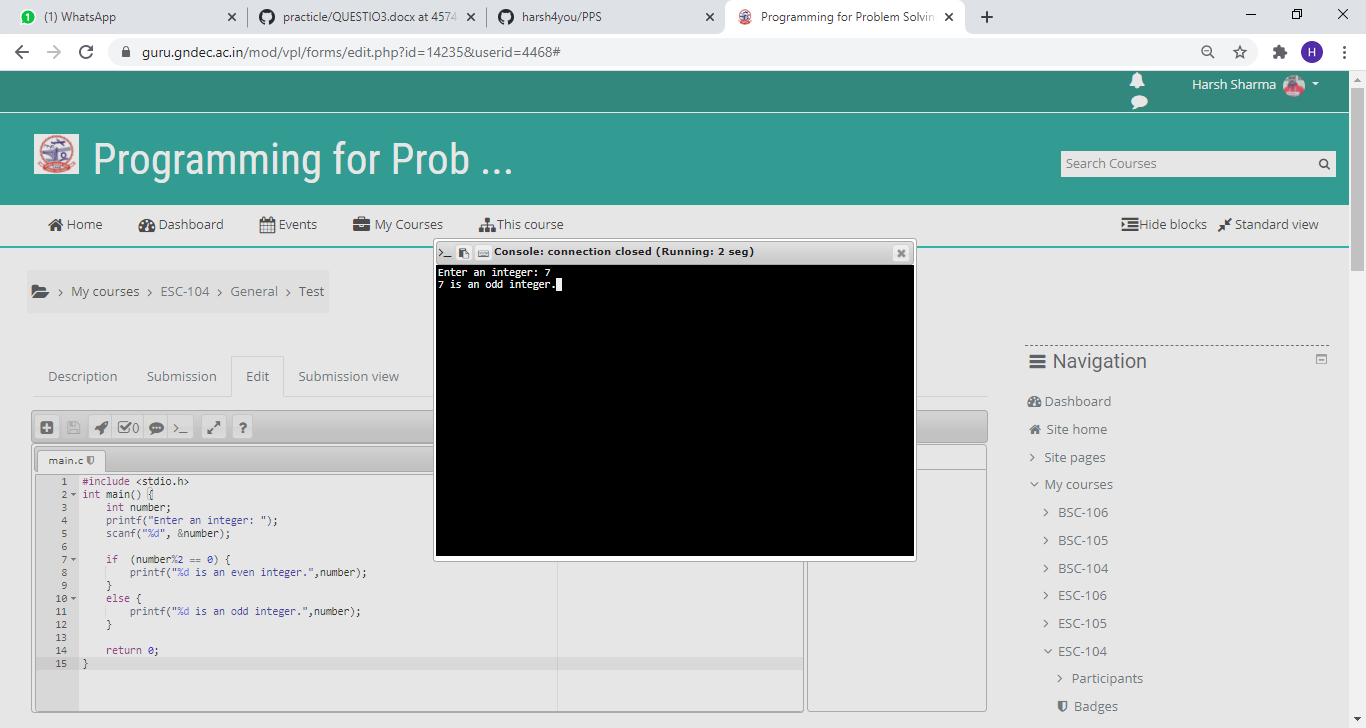 (1) WhatsApp
practicle/QUESTIO3.docx at 4574
harsh4you/PPS
Programming for Problem Solvin
guru.gndec.ac.in/mod/vpl/forms/edit.php?id=14235&userid=4468#
H
Harsh Sharma
Programming for Prob ...
Search Courses
Home
Dashboard
Events
My Courses
This course
Hide blocks
Standard view
Console: connection closed (Running: 2 seg)
Enter an integer: 7
7 is an odd integer.
> My courses > ESC-104 > General > Test
Description
Submission
Edit
Submission view
0
>_
?
main.c
1 #include <stdio.h>
2 int main() {
3 int number;
4 printf("Enter an integer: ");
5 scanf("%d", &number);
6
7 if (number%2 == 0) {
8 printf("%d is an even integer.",number);
9 }
10 else {
11 printf("%d is an odd integer.",number);
12 }
13
14 return 0;
15 }
Navigation
Dashboard
Site home
Site pages
My courses
BSC-106
BSC-105
BSC-104
ESC-106
ESC-105
ESC-104
Participants
Badges